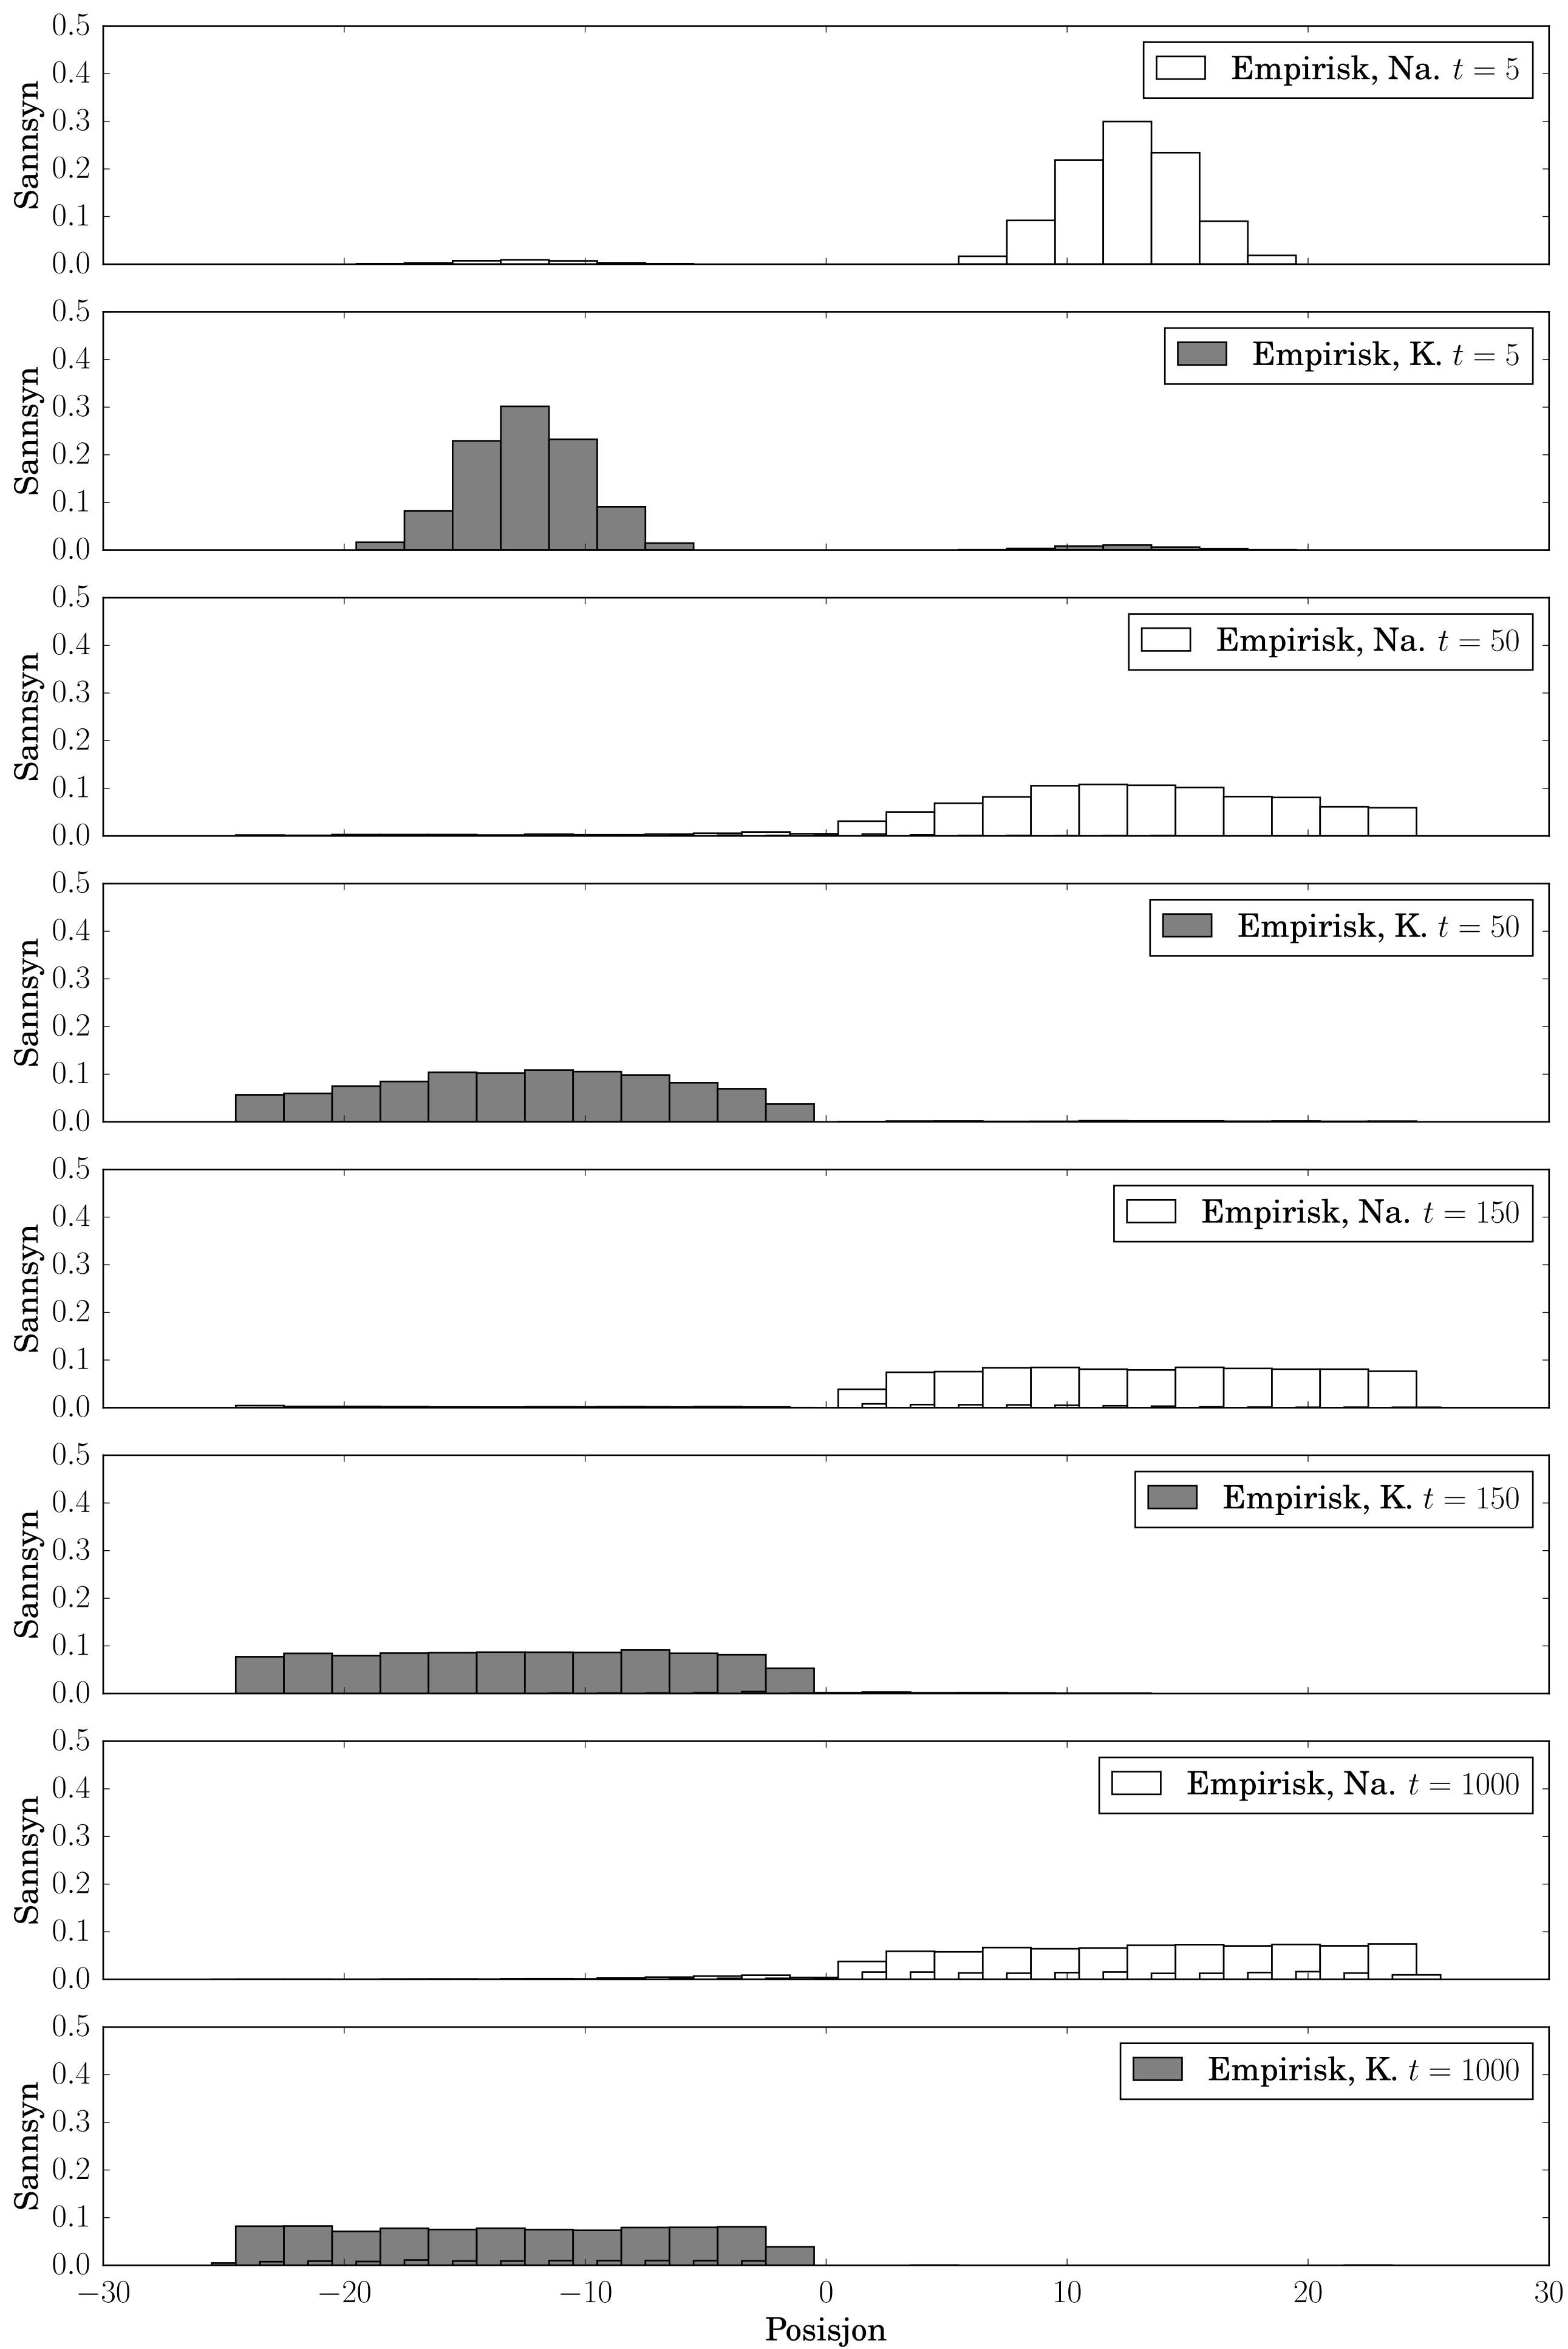 0.5
0.4
0.3
0.2
0.1
0.0
Sannsyn
Empirisk, Na. t = 5
0.5
0.4
0.3
0.2
0.1
0.0
Sannsyn
Empirisk, K. t = 5
0.5
0.4
0.3
0.2
0.1
0.0
Sannsyn
Empirisk, Na. t = 50
0.5
0.4
0.3
0.2
0.1
0.0
Sannsyn
Empirisk, K. t = 50
0.5
0.4
0.3
0.2
0.1
0.0
Sannsyn
Empirisk, Na. t = 150
0.5
0.4
0.3
0.2
0.1
0.0
Sannsyn
Empirisk, K. t = 150
0.5
0.4
0.3
0.2
0.1
0.0
Sannsyn
Empirisk, Na. t = 1000
0.5
0.4
0.3
0.2
0.1
0.0
Sannsyn
Empirisk, K. t = 1000
−30 −20 −10 0 10 20 30
Posisjon